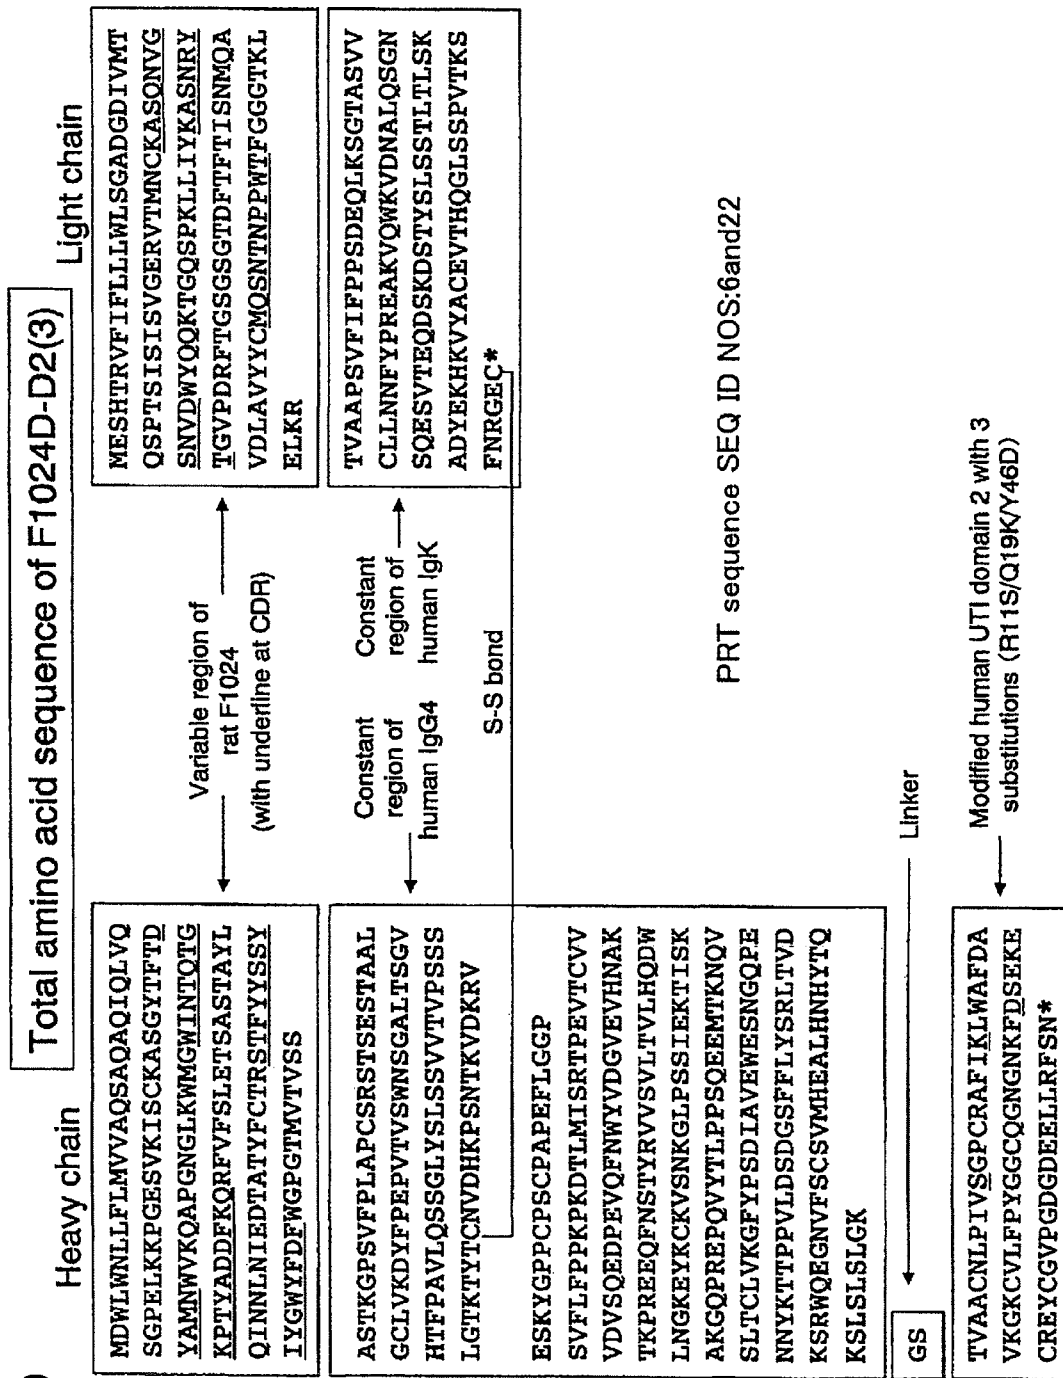 Total amino acid sequence of F1024D-D2(3)
Heavy chain
MDWLWNLLFLMVVAQSAQAQIQLVQ
SGPELKKPGESVKISCKASGYTFTD
YAMNWVKQAPGNGLKWMGWINTQTG
KPTYADDFKQRFVFSLETSASTAYL
QINNLNIEDTATYFCTRSTFYYSSY
IYGWYFDFWGPGTMVTVSS
Variable region of
rat F1024
(with underline at CDR)
Light chain
MESHTRVFIFLLLWLSGADGDIVMT
QSPTSISISVGERVTMNCKASQNVG
SNVDWYQQKTGQSPKLLIYKASNRY
TGVPDRFTGSGSGTDFTFTISNMQA
VDLAVYYCMQSNTNPPWTFGGGTKL
ELKR
ASTKGPSVFPLAPCSRSTSESTAAL
GCLVKDYFPEPVTVSWNSGALTSGV
HTFPAVLQSSGLYSLSSVVTVPSSS
LGTKTYTCNVDHKPSNTKVDKRV
ESKYGPPCPSCPAPEFLGGP
SVFLFPPKPKDTLMISRTPEVTCVV
VDVSQEDPEVQFNWYVDGVEVHNAK
TKPREEQFNSTYRVVSVLTVLHQDW
LNGKEYKCKVSNKGLPSSIEKTISK
AKGQPREPQVYTLPPSQEEMTKNQV
SLTCLVKGFYPSDIAVEWESNGQPE
NNYKTTPPVLDSDGSFFLYSRLTVD
KSRWQEGNVFSCSVMHEALHNHYTQ
KSLSLSLGK
Constant
region of
human IgG4
Constant
region of
human IgK
TVAAPSVFIFPPSDEQLKSGTASVV
CLLNNFYPREAKVQWKVDNALQSGN
SQESVTEQDSKDSTYSLSSTLTLSK
ADYEKHKVYACEVTHQGLSSPVTKS
FNRGEC*
S-S bond
PRT sequence SEQ ID NOS:6and22
GS
Linker
TVAACNLPIVSGPCRAFIKLWAFDA
VKGKCVLFPYGGCQGNGNKFDSEKE
CREYCGVPGDGDEELLRFSN*
Modified human UTI domain 2 with 3
substitutions (R11S/Q19K/Y46D)